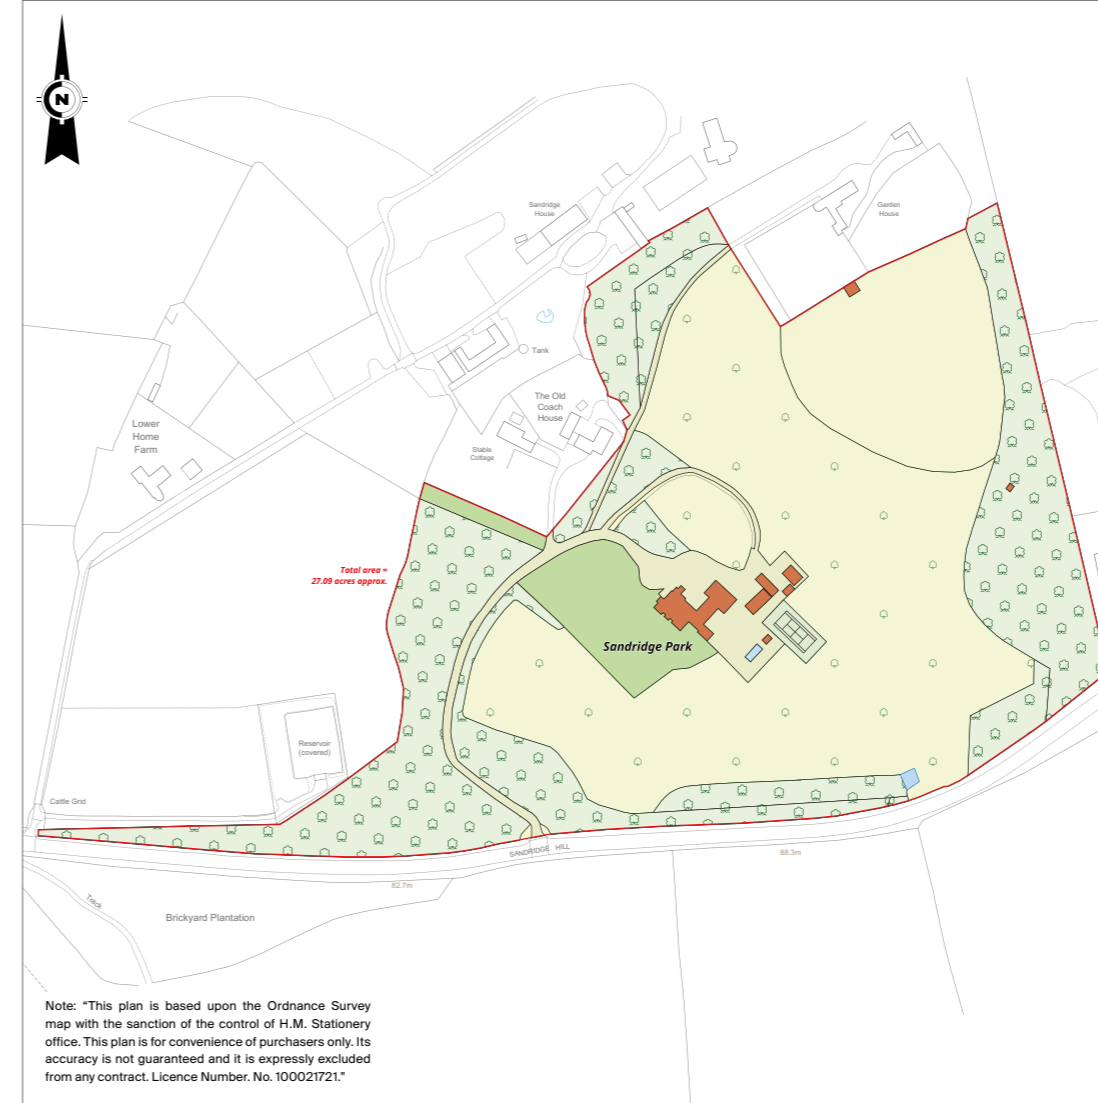 N
Sandridge
House
Garden
House
Tank
The Old
Coach
House
Lower
Home
Farm
Stable
Cottage
Total area =
27.09 acres approx.
Sandridge Park
Reservoir
(covered)
Cattle Grid
SANDRIDGE HILL
88.3m
82.7m
Track
Brickyard Plantation
Note: “This plan is based upon the Ordnance Survey
map with the sanction of the control of H.M. Stationery
office. This plan is for convenience of purchasers only. Its
accuracy is not guaranteed and it is expressly excluded
from any contract. Licence Number. No. 100021721.”